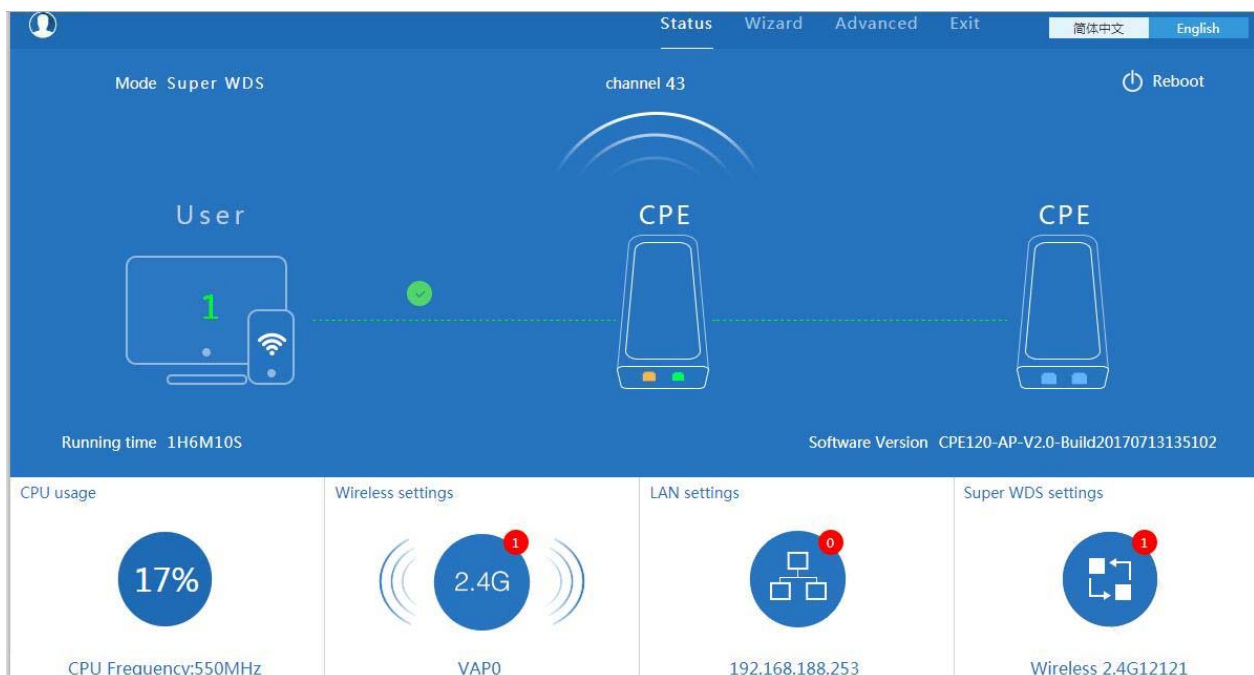 Status Wizard Advanced Exit 简体中文 English
Mode Super WDS channel 43 Reboot
User CPE CPE
1
Running time 1H6M10S Software Version CPE120-AP-V2.0-Build20170713135102
CPU usage Wireless settings LAN settings Super WDS settings
1 0 1
17% 2.4G
CPU Frequency:550MHz VAP0 192.168.188.253 Wireless 2.4G12121